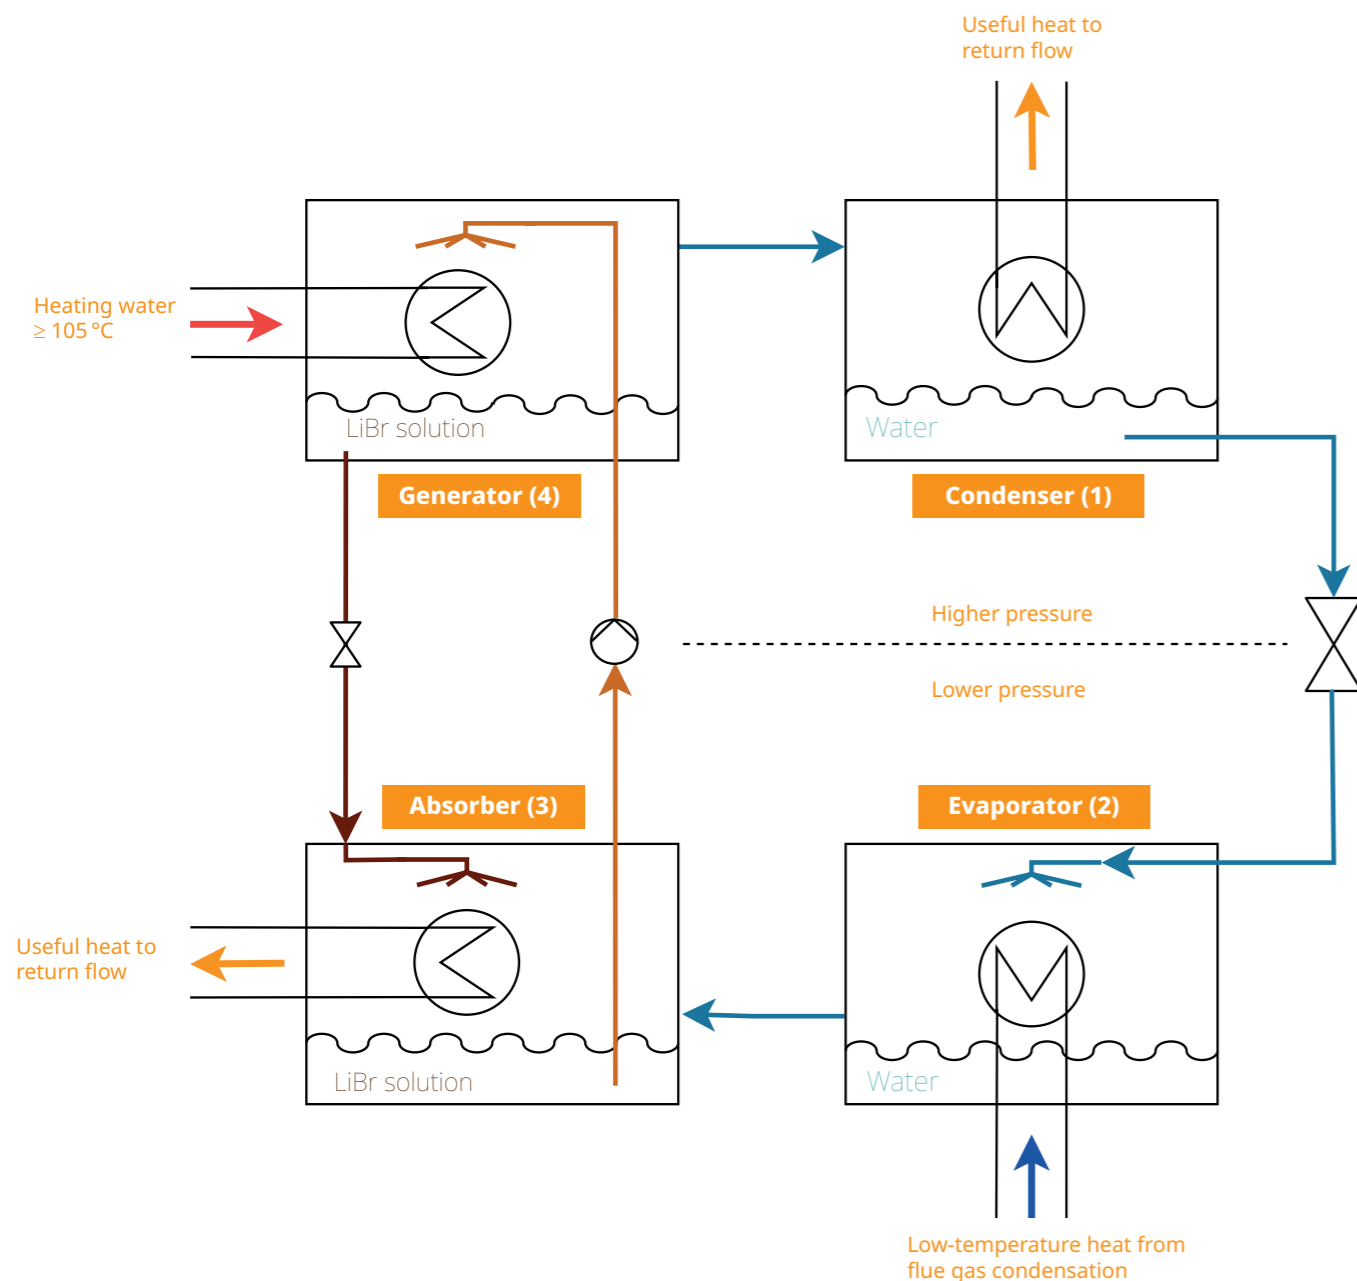 Useful heat to
return flow
Heating water
≥ 105 °C
LiBr solution
Water
Generator (4)
Condenser (1)
Higher pressure
Lower pressure
Absorber (3)
Evaporator (2)
Useful heat to
return flow
LiBr solution
Water
Low-temperature heat from
flue gas condensation